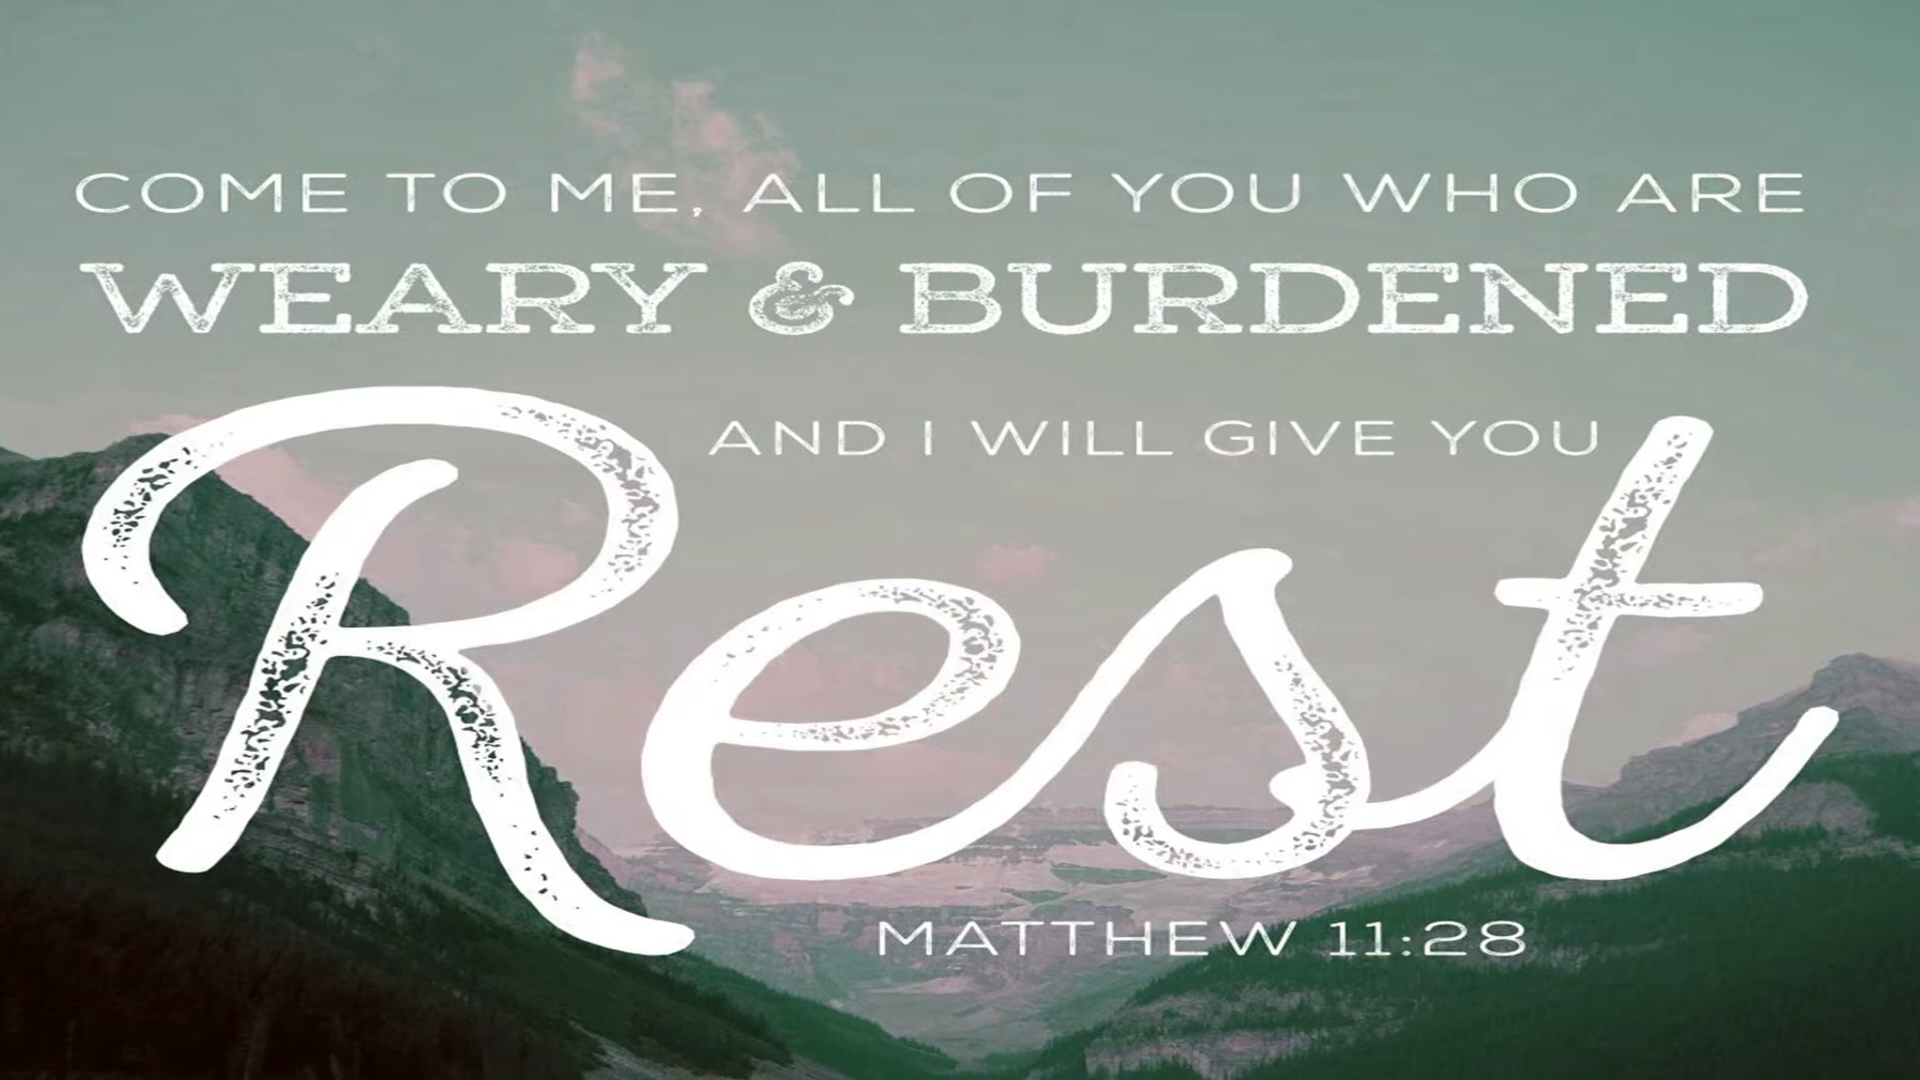 COME TO ME, ALL OF YOU WHO ARE
WEARY & BURDENED
AND I WILL GIVE YOU
Rest
MATTHEW 11:28